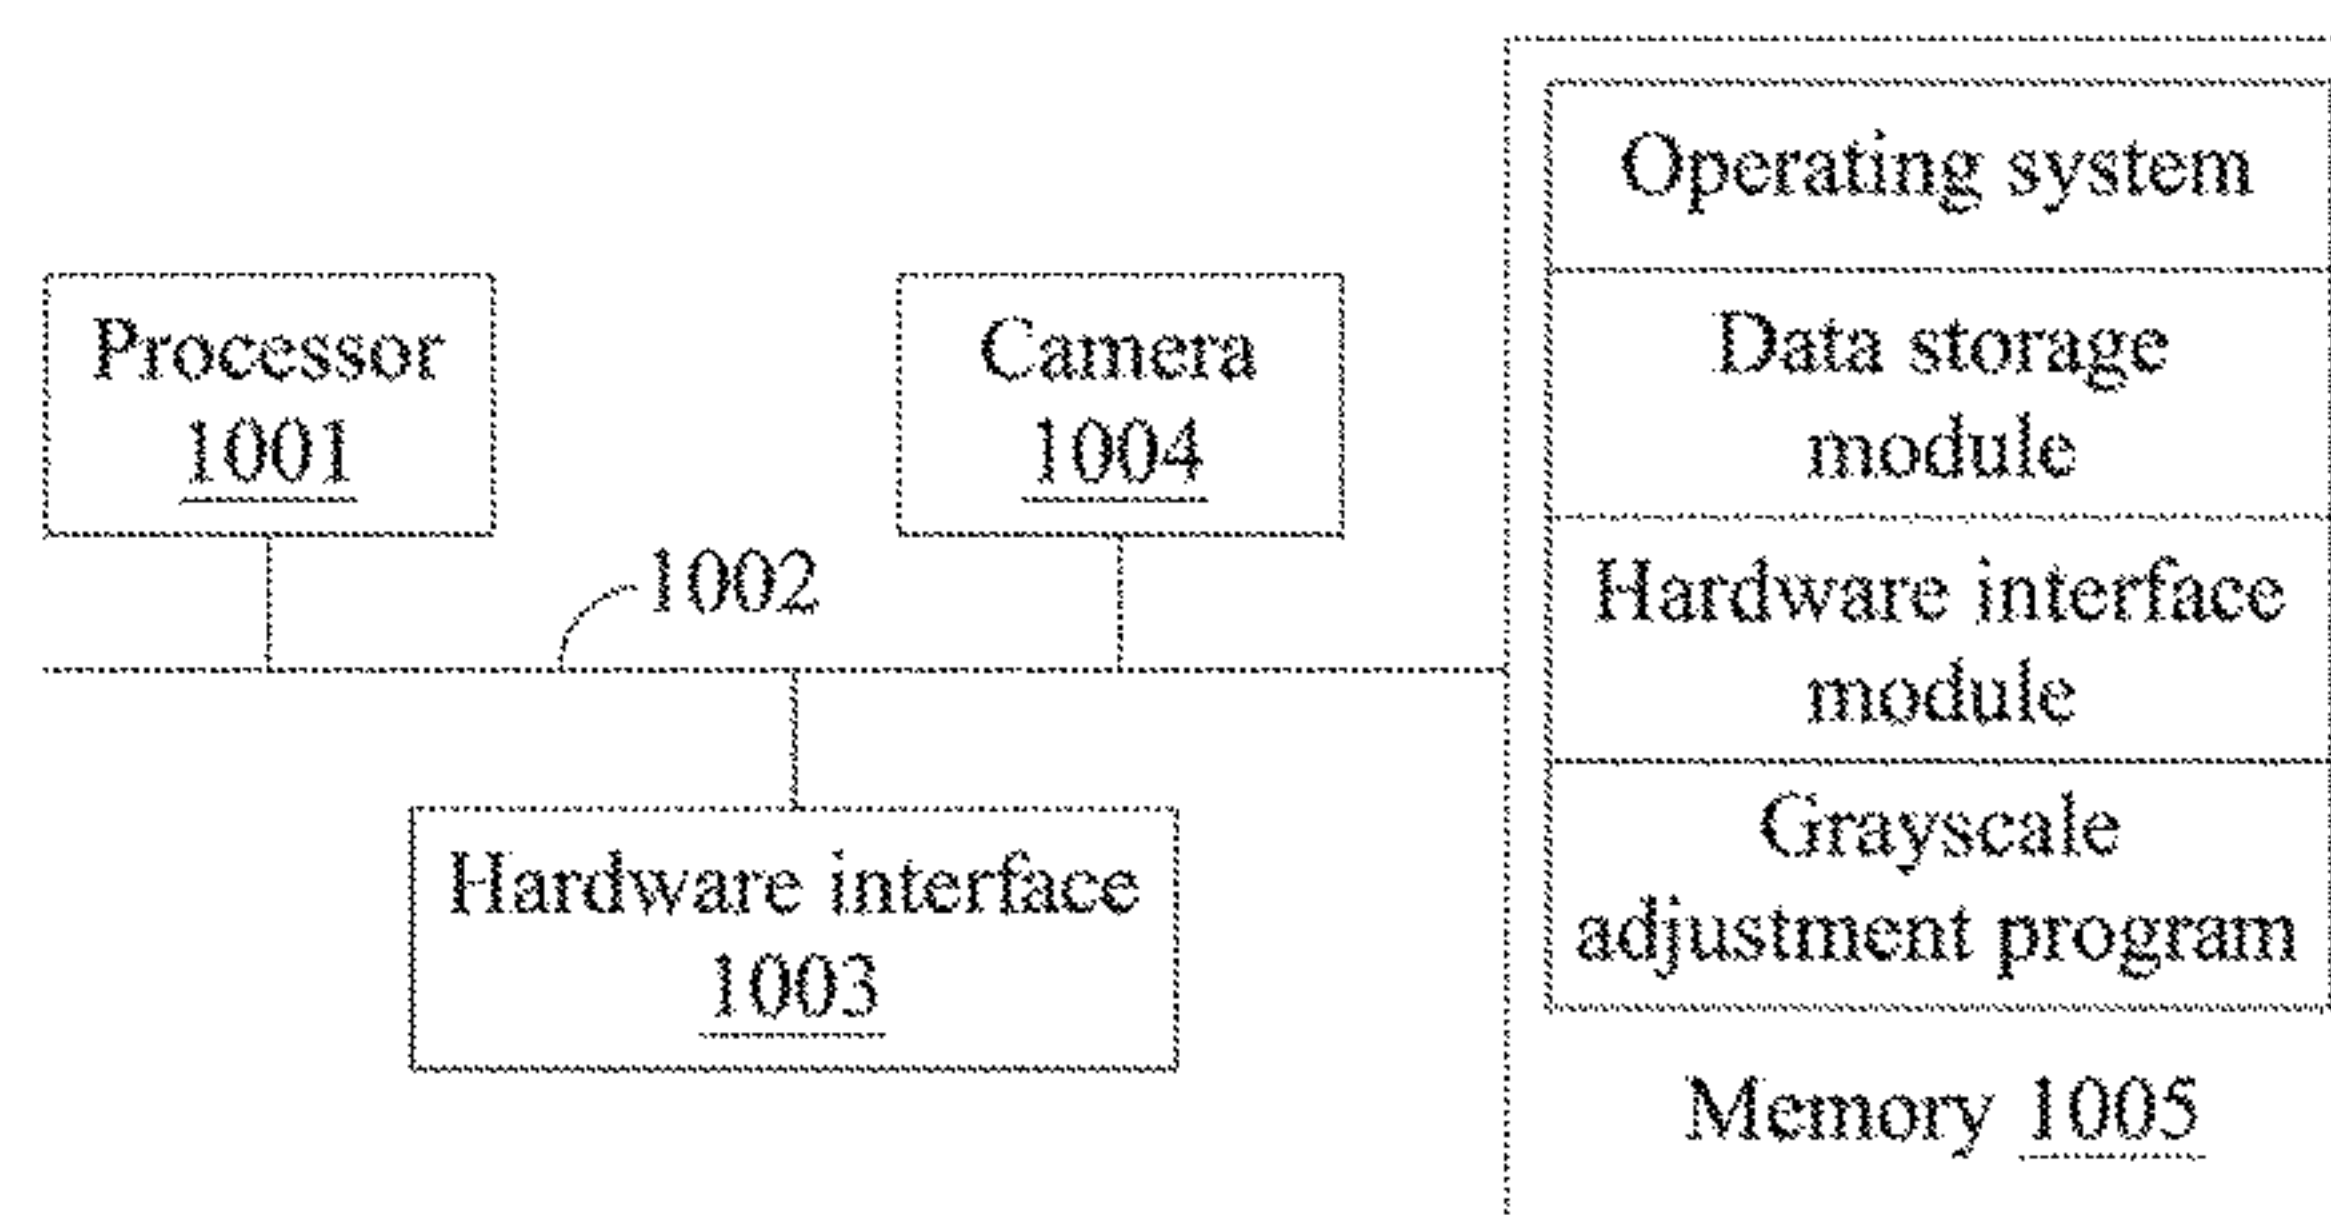 Processor
1001
Camera
1004
1002
Hardware interface
1003
Operating system
Data storage
module
Hardware interface
module
Grayscale
adjustment program
Memory 1005